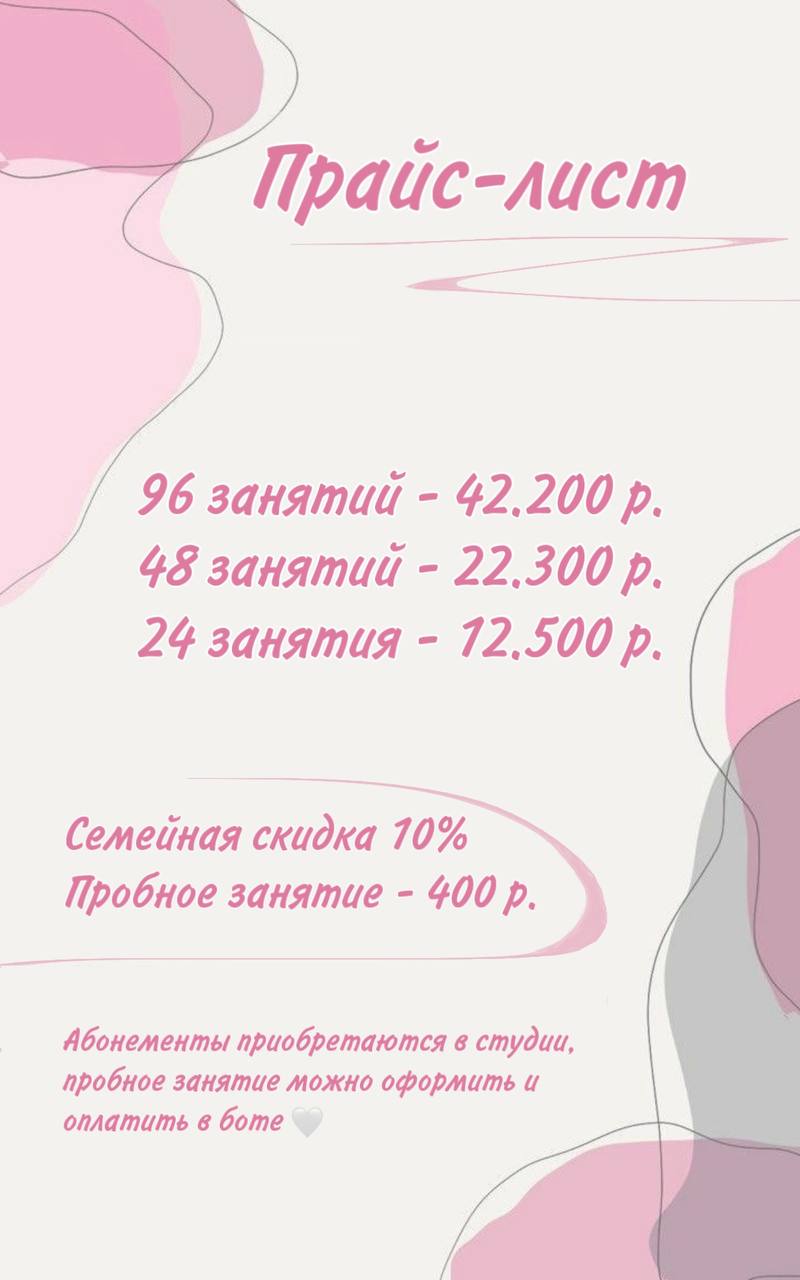 Прайс-лист
96 занятий - 42.200 р.
48 занятий - 22.300 р.
24 занятия - 12.500 р.
Семейная скидка 10%
Пробное занятие - 400 р.
Абонементы приобретаются в студии,
пробное занятие можно оформить и
оплатить в боте 🤍